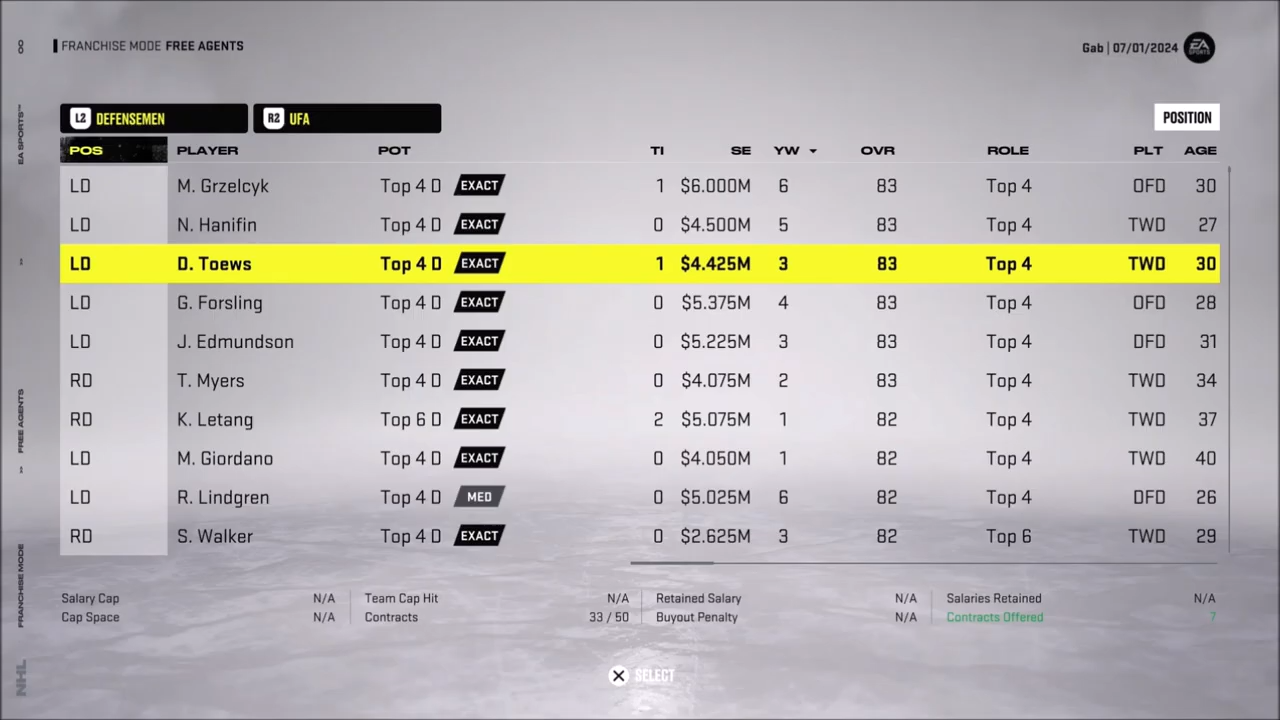 FRANCHISE MODE FREE AGENTS
Gab | 07/01/2024 EA SPORTS
L2 DEFENSEMEN R2 UFA POSITION
POS PLAYER POT TI SE YW OVR ROLE PLT AGE
LD M. Grzelcyk Top 4 D EXACT 1 $6.000M 6 83 Top 4 OFD 30
LD N. Hanifin Top 4 D EXACT 0 $4.500M 5 83 Top 4 TWD 27
LD D. Toews Top 4 D EXACT 1 $4.425M 3 83 Top 4 TWD 30
LD G. Forsling Top 4 D EXACT 0 $5.375M 4 83 Top 4 OFD 28
LD J. Edmundson Top 4 D EXACT 0 $5.225M 3 83 Top 4 DFD 31
RD T. Myers Top 4 D EXACT 0 $4.075M 2 83 Top 4 TWD 34
RD K. Letang Top 6 D EXACT 2 $5.075M 1 82 Top 4 TWD 37
LD M. Giordano Top 4 D EXACT 0 $4.050M 1 82 Top 4 TWD 40
LD R. Lindgren Top 4 D MED 0 $5.025M 6 82 Top 4 DFD 26
RD S. Walker Top 4 D EXACT 0 $2.625M 3 82 Top 6 TWD 29
Salary Cap N/A Team Cap Hit N/A Retained Salary N/A Salaries Retained N/A
Cap Space N/A Contracts 33 / 50 Buyout Penalty N/A Contracts Offered 7
SELECT
NHL
FRANCHISE MODE
FREE AGENTS
EA SPORTS™